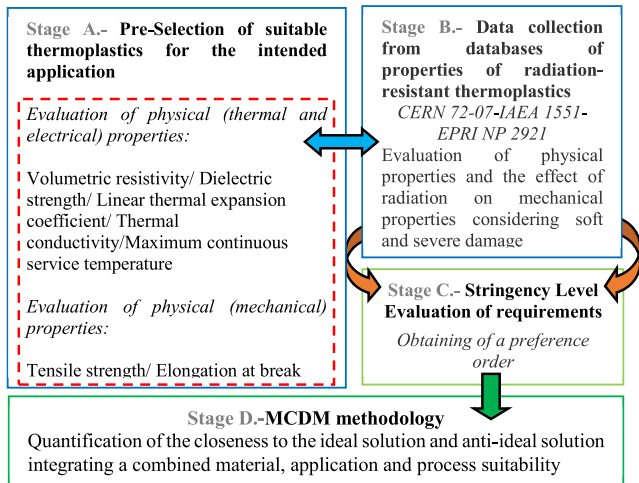 Stage A.- Pre-Selection of suitable
thermoplastics for the intended
application
Evaluation of physical (thermal and
electrical) properties:
Volumetric resistivity/ Dielectric
strength/ Linear thermal expansion
coefficient/ Thermal
conductivity/Maximum continuous
service temperature
Evaluation of physical (mechanical)
properties:
Tensile strength/ Elongation at break
Stage B.- Data collection
from databases of
properties of radiation-
resistant thermoplastics
CERN 72-07-IAEA 1551-
EPRI NP 2921
Evaluation of physical
properties and the effect of
radiation on mechanical
properties considering soft
and severe damage
Stage C.- Stringency Level
Evaluation of requirements
Obtaining of a preference
order
Stage D.-MCDM methodology
Quantification of the closeness to the ideal solution and anti-ideal solution
integrating a combined material, application and process suitability